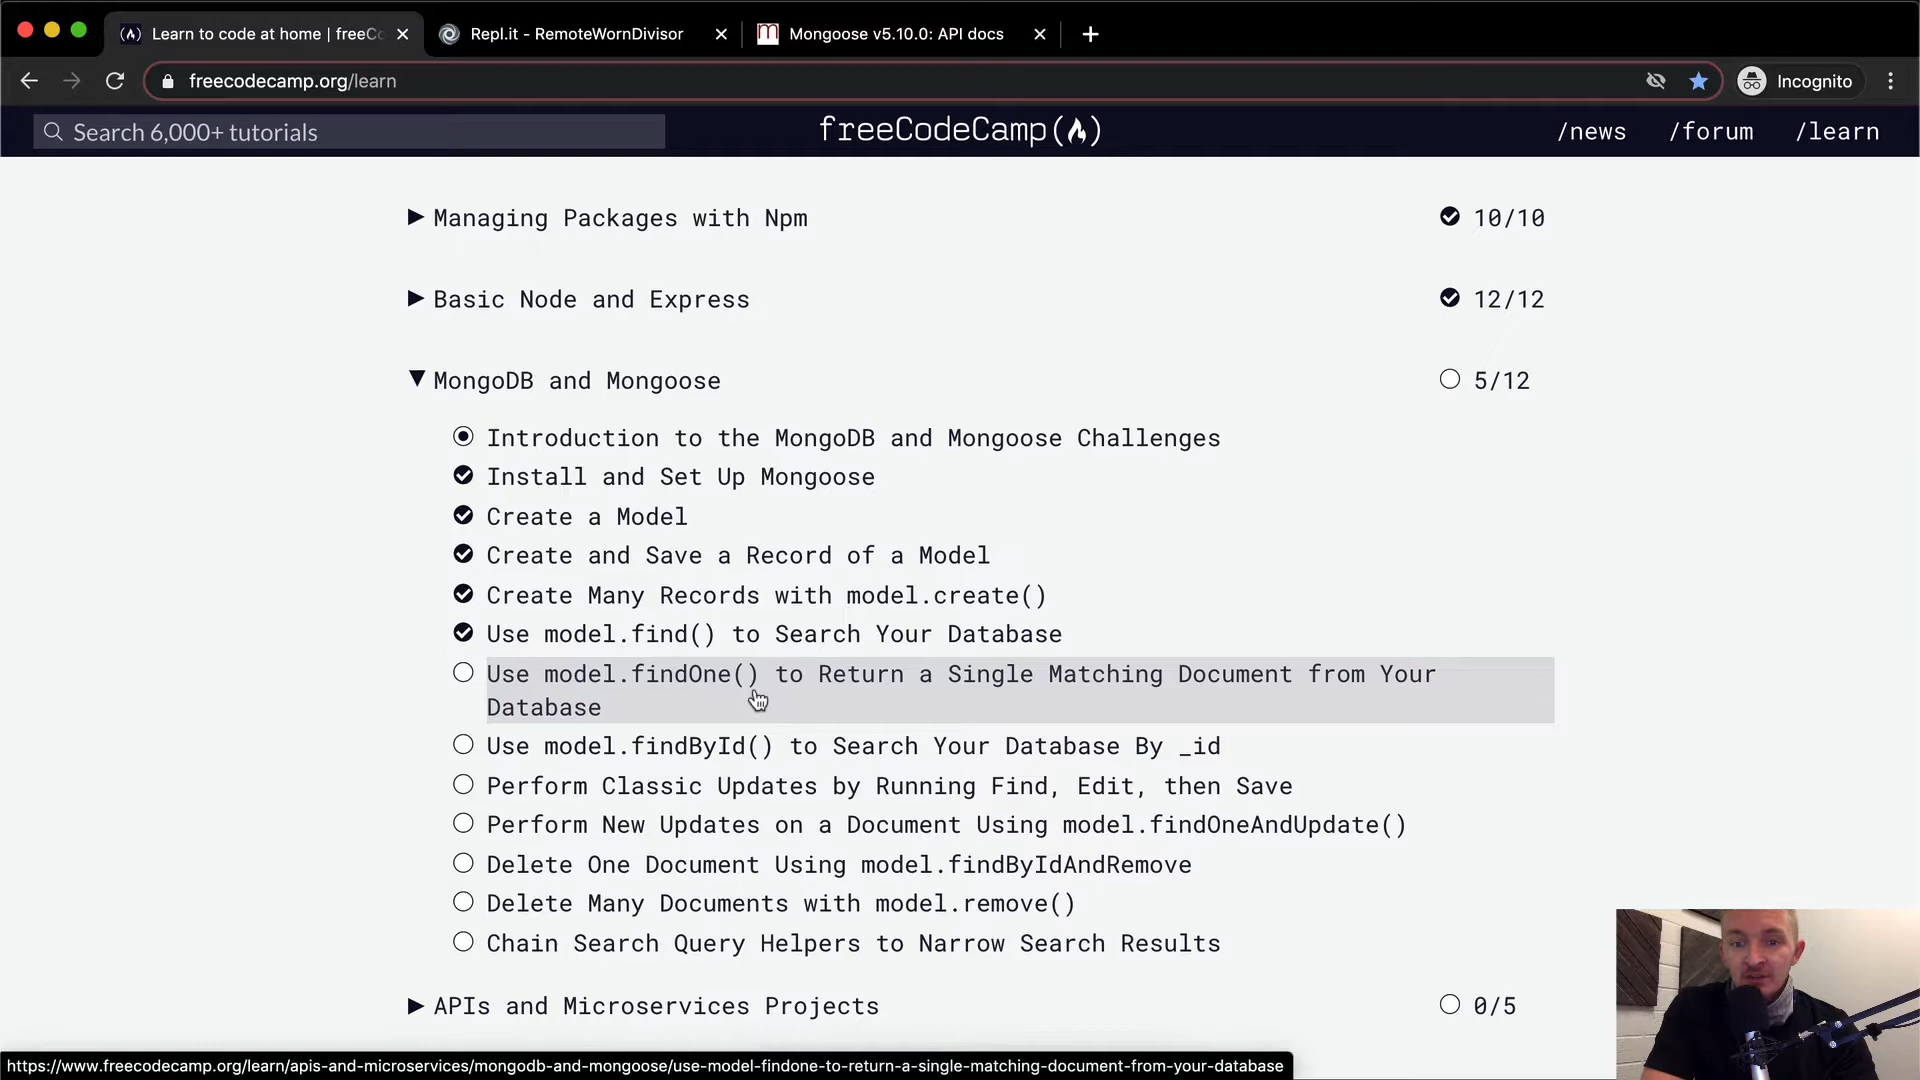 Learn to code at home | freeCo
Repl.it - RemoteWornDivisor
Mongoose v5.10.0: API docs
freecodecamp.org/learn
Incognito
Search 6,000+ tutorials
freeCodeCamp
/news
/forum
/learn
Managing Packages with Npm
10/10
Basic Node and Express
12/12
MongoDB and Mongoose
5/12
Introduction to the MongoDB and Mongoose Challenges
Install and Set Up Mongoose
Create a Model
Create and Save a Record of a Model
Create Many Records with model.create()
Use model.find() to Search Your Database
Use model.findOne() to Return a Single Matching Document from Your
Database
Use model.findById() to Search Your Database By _id
Perform Classic Updates by Running Find, Edit, then Save
Perform New Updates on a Document Using model.findOneAndUpdate()
Delete One Document Using model.findByIdAndRemove
Delete Many Documents with model.remove()
Chain Search Query Helpers to Narrow Search Results
APIs and Microservices Projects
0/5
https://www.freecodecamp.org/learn/apis-and-microservices/mongodb-and-mongoose/use-model-findone-to-return-a-single-matching-document-from-your-database